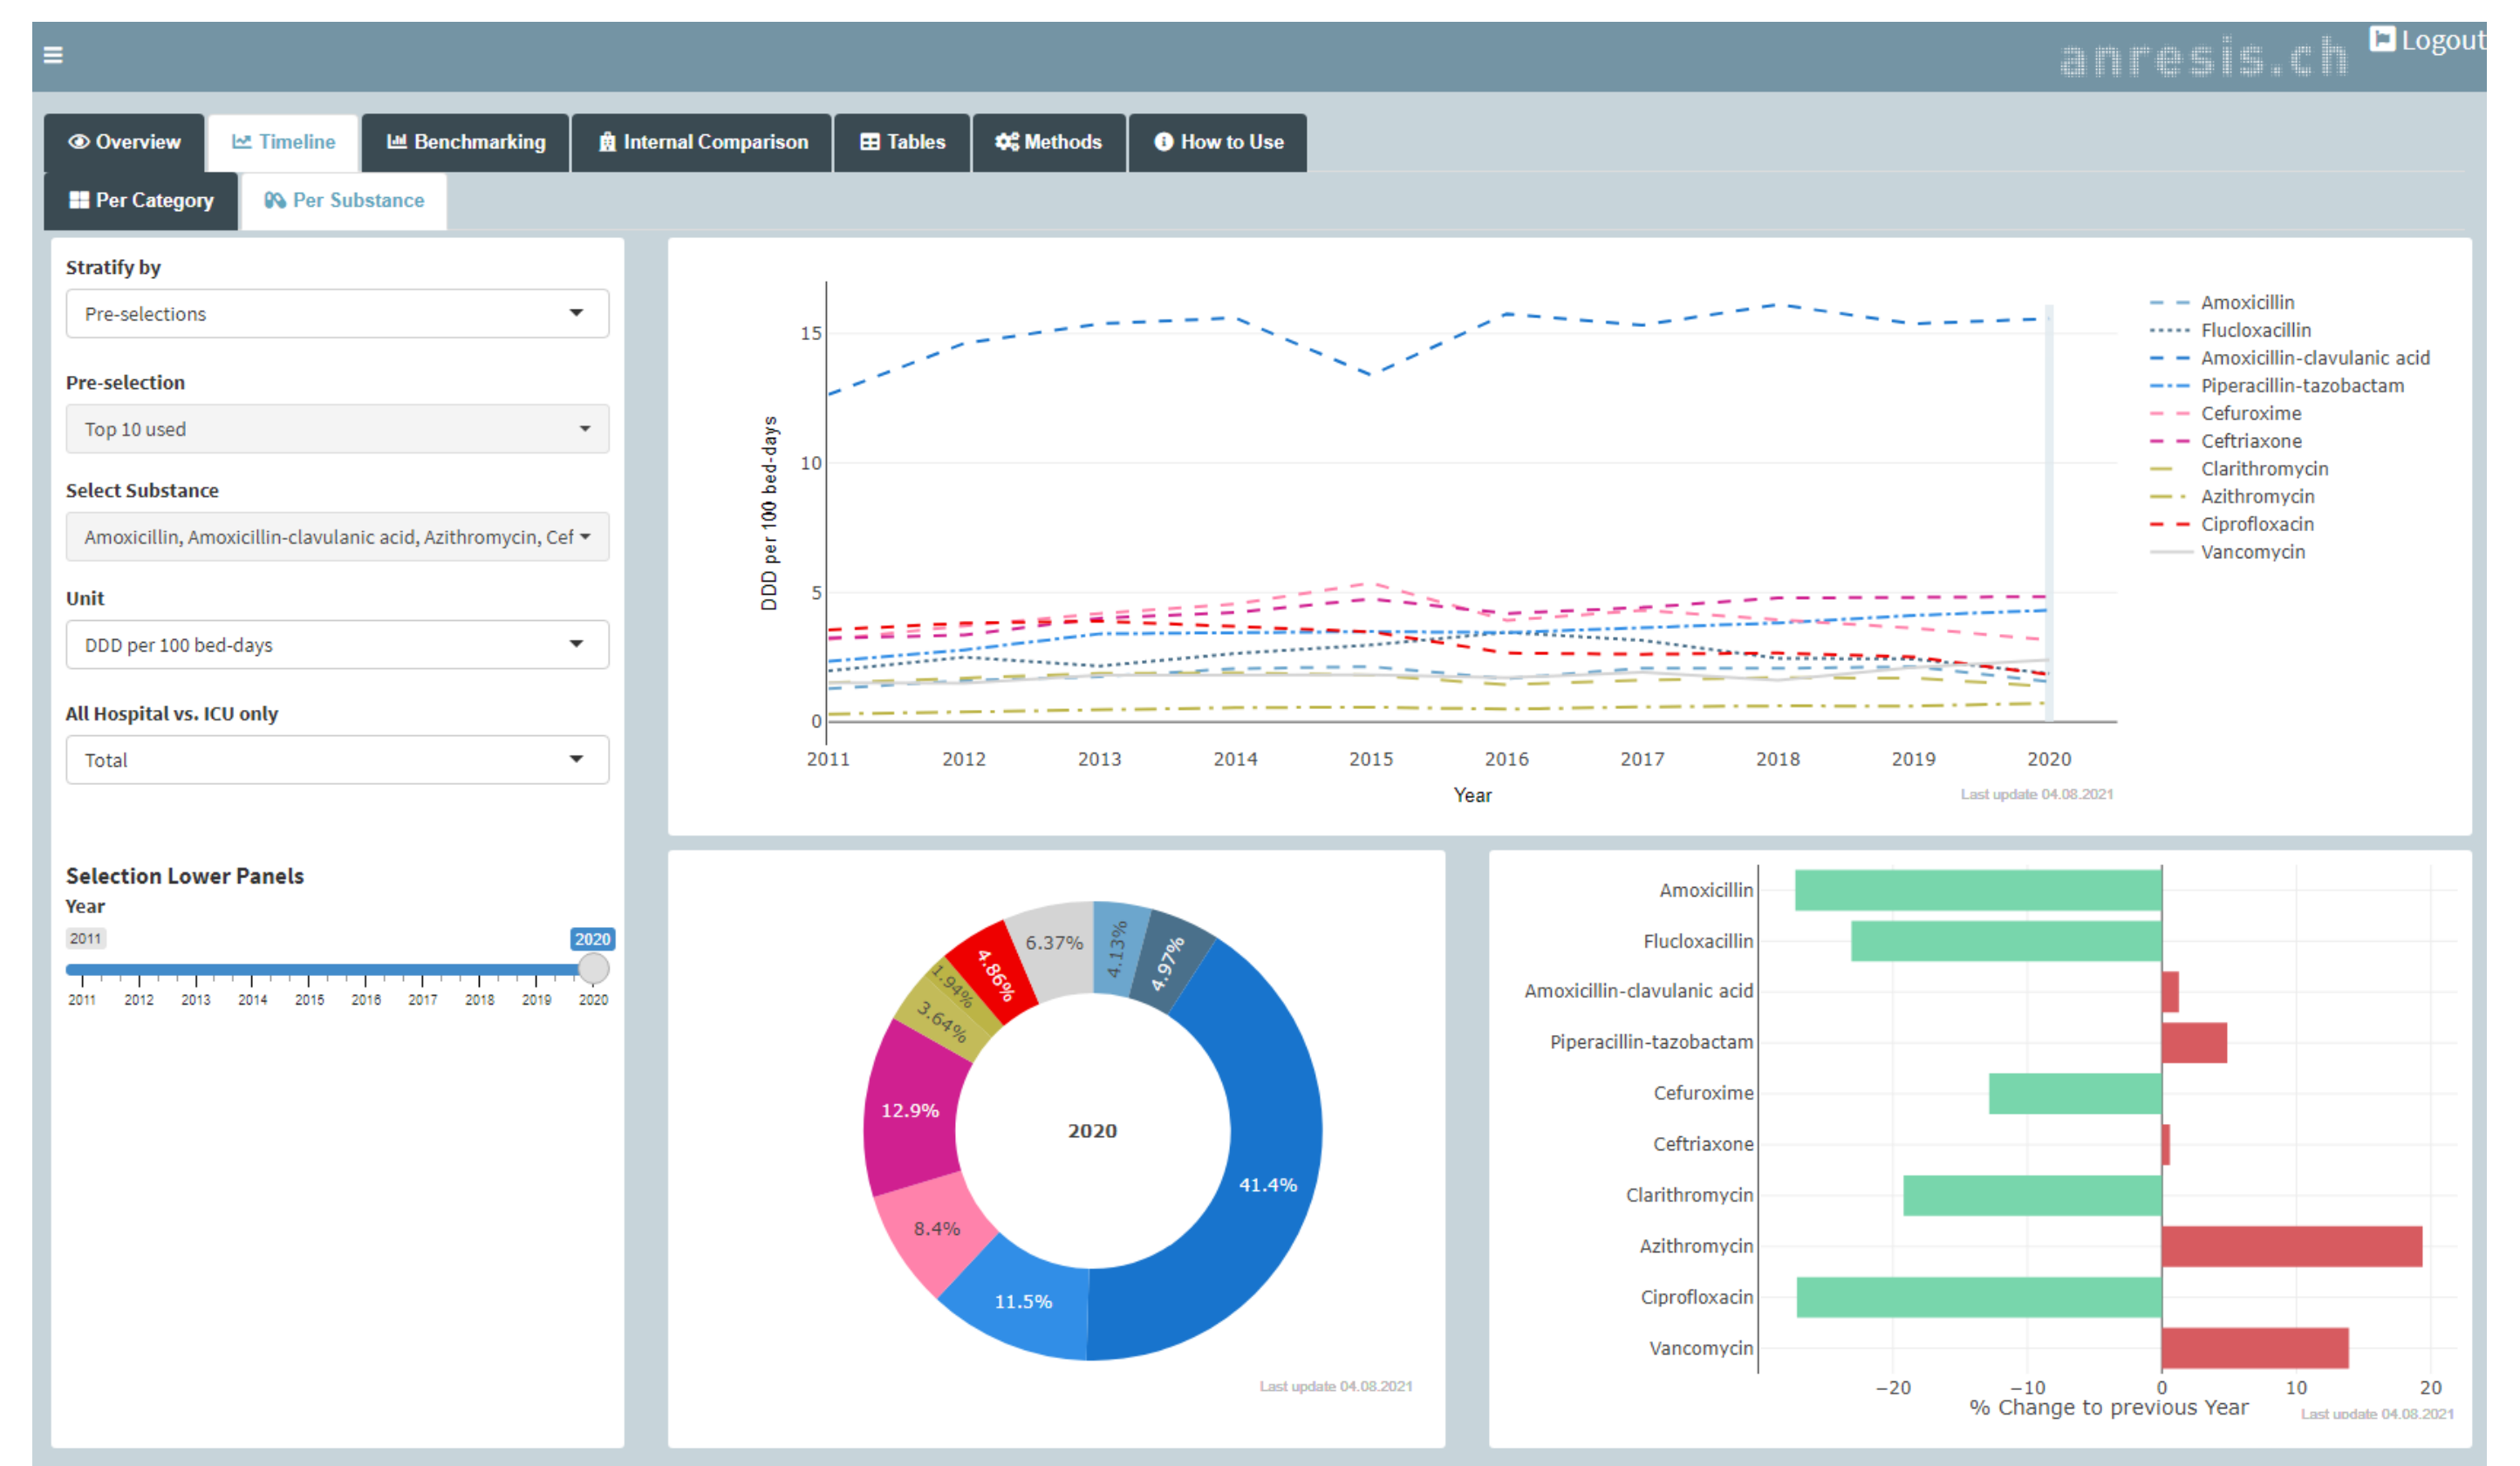 anresis.ch
Logout
Overview
Timeline
Benchmarking
Internal Comparison
Tables
Methods
How to Use
Per Category
Per Substance
Stratify by
Pre-selections
Pre-selection
Top 10 used
Select Substance
Amoxicillin, Amoxicillin-clavulanic acid, Azithromycin, Cef
Unit
DDD per 100 bed-days
All Hospital vs. ICU only
Total
Selection Lower Panels
Year
2011
2020
2011 2012 2013 2014 2015 2016 2017 2018 2019 2020
DDD per 100 bed-days
15
10
5
0
2011 2012 2013 2014 2015 2016 2017 2018 2019 2020
Year
Last update 04.08.2021
Amoxicillin
Flucloxacillin
Amoxicillin-clavulanic acid
Piperacillin-tazobactam
Cefuroxime
Ceftriaxone
Clarithromycin
Azithromycin
Ciprofloxacin
Vancomycin
4.13%
4.97%
41.4%
11.5%
8.4%
12.9%
3.64%
1.94%
4.86%
6.37%
2020
Last update 04.08.2021
Amoxicillin
Flucloxacillin
Amoxicillin-clavulanic acid
Piperacillin-tazobactam
Cefuroxime
Ceftriaxone
Clarithromycin
Azithromycin
Ciprofloxacin
Vancomycin
−20 −10 0 10 20
% Change to previous Year
Last update 04.08.2021